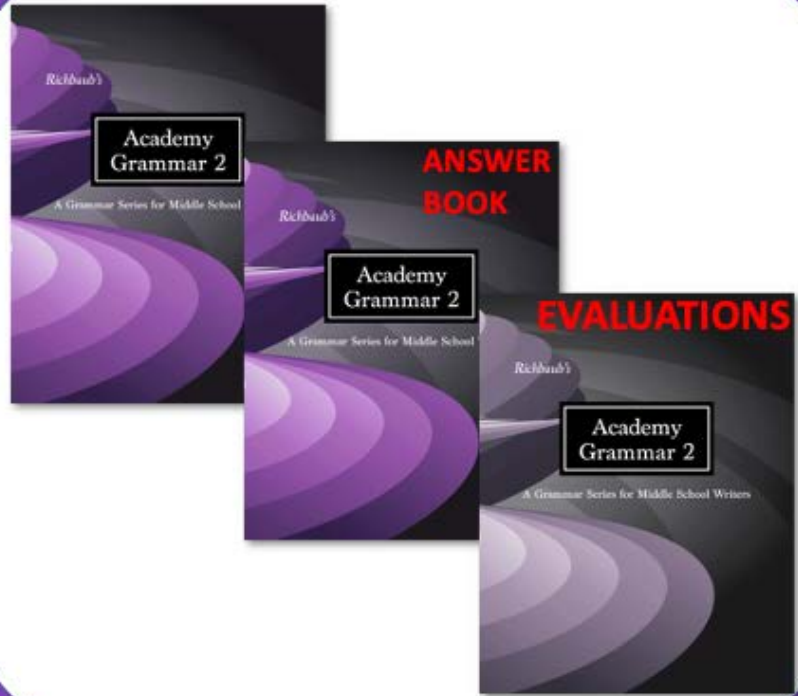 Richbaub's
Academy
Grammar 2
A Grammar Series for Middle School
ANSWER
BOOK
Richbaub's
Academy
Grammar 2
A Grammar Series for Middle School
EVALUATIONS
Richbaub's
Academy
Grammar 2
A Grammar Series for Middle School Writers